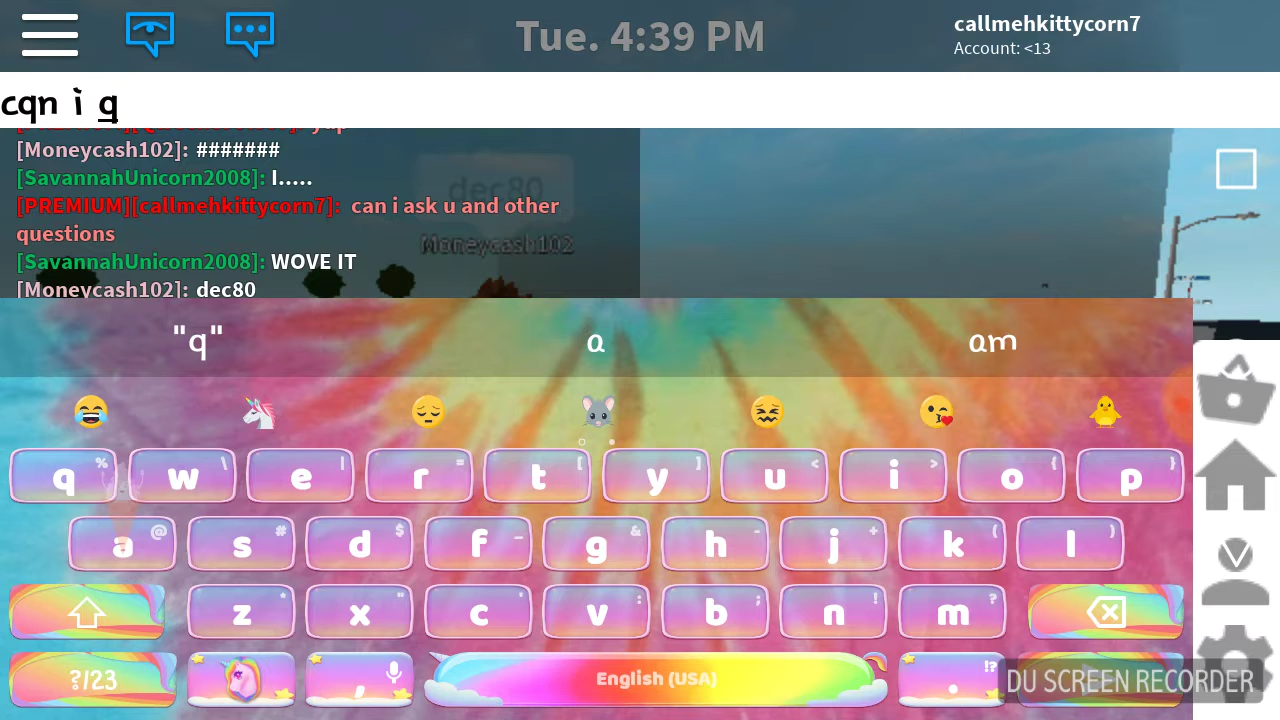 Tue. 4:39 PM
callmehkittycorn7
Account: <13
cqn i q
[Moneycash102]: #######
[SavannahUnicorn2008]: I.....
[PREMIUM][callmehkittycorn7]: can i ask u and other
questions
[SavannahUnicorn2008]: WOVE IT
[Moneycash102]: dec80
dec80
Moneycash102
"q" a am
q % w \ e | r = t [ y ] u < i > o { p }
a @ s # d $ f _ g & h - j + k ( l )
z * x " c ' v : b ; n ! m ?
?123 , English (USA) . !?
DU SCREEN RECORDER